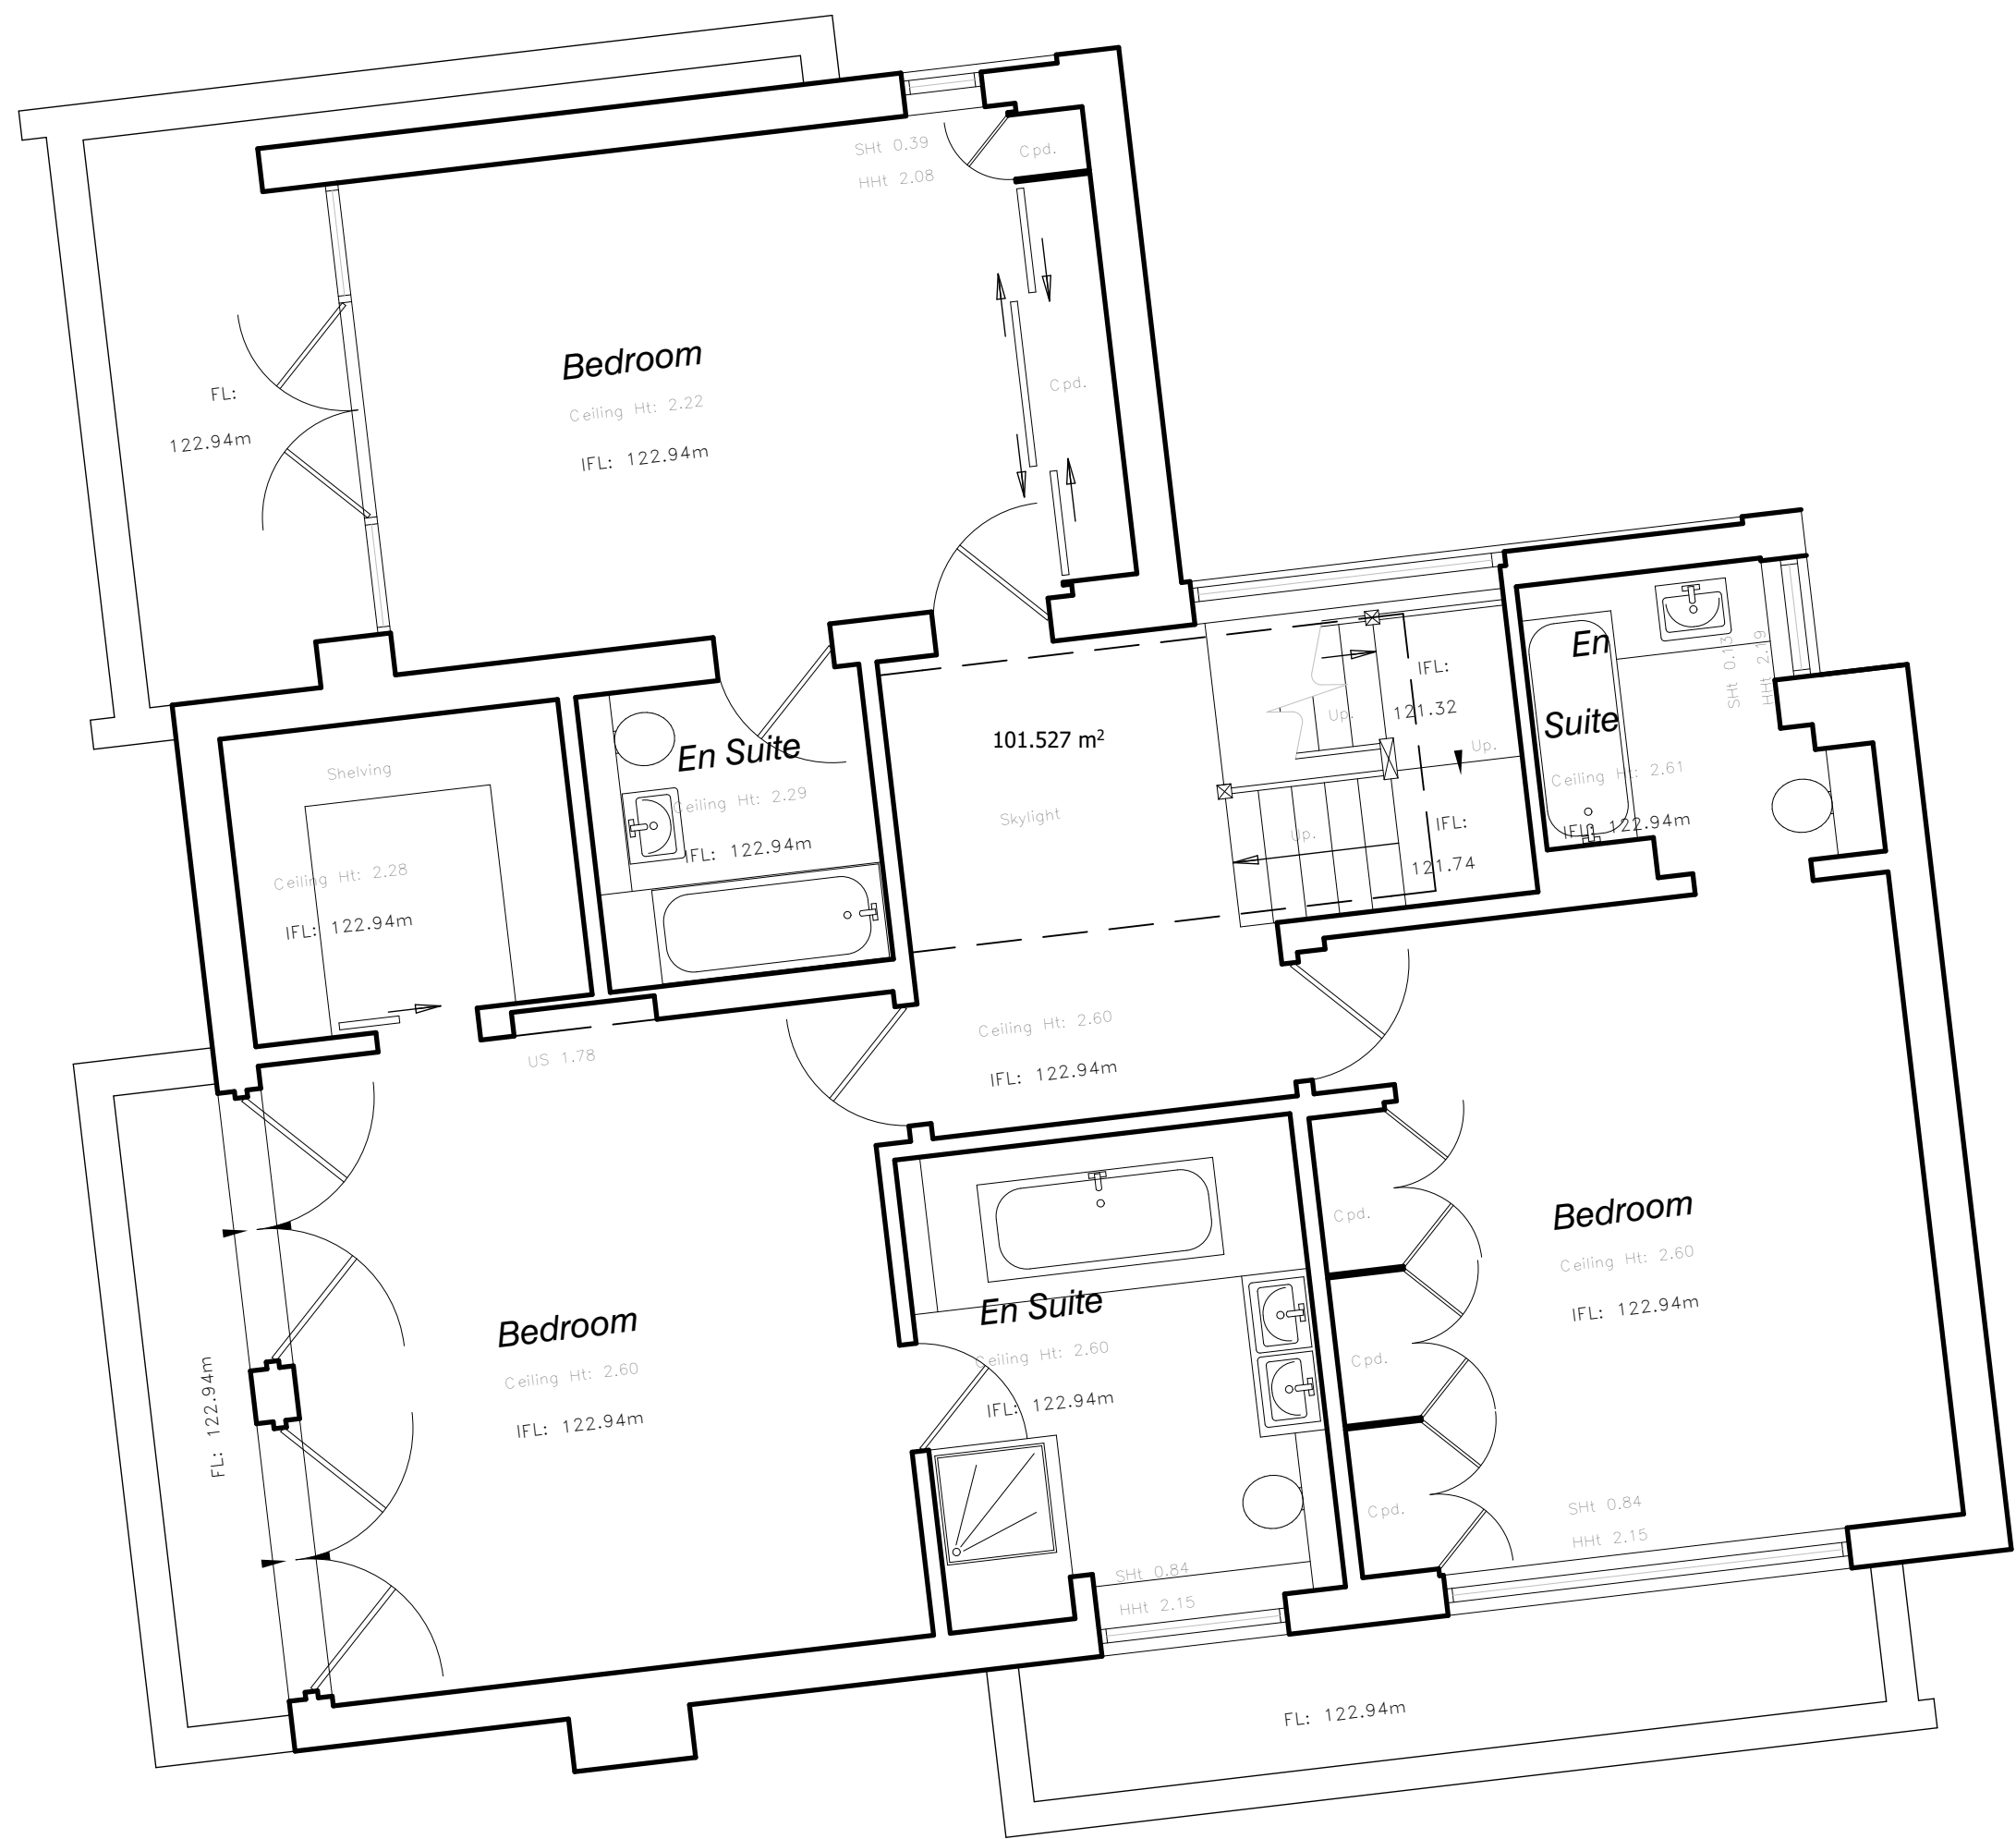 SHt 0.39
HHt 2.08
Cpd.
Bedroom
Ceiling Ht: 2.22
IFL: 122.94m
Cpd.
FL:
122.94m
En
Suite
Ceiling Ht: 2.61
IFL: 122.94m
SHt 0.13
HHt 2.19
IFL:
121.32
Up.
Up.
IFL:
121.74
Up.
101.527 m²
Skylight
En Suite
Ceiling Ht: 2.29
IFL: 122.94m
Shelving
Ceiling Ht: 2.28
IFL: 122.94m
US 1.78
Ceiling Ht: 2.60
IFL: 122.94m
Cpd.
Cpd.
Cpd.
Bedroom
Ceiling Ht: 2.60
IFL: 122.94m
SHt 0.84
HHt 2.15
En Suite
Ceiling Ht: 2.60
IFL: 122.94m
SHt 0.84
HHt 2.15
Bedroom
Ceiling Ht: 2.60
IFL: 122.94m
FL: 122.94m
FL: 122.94m